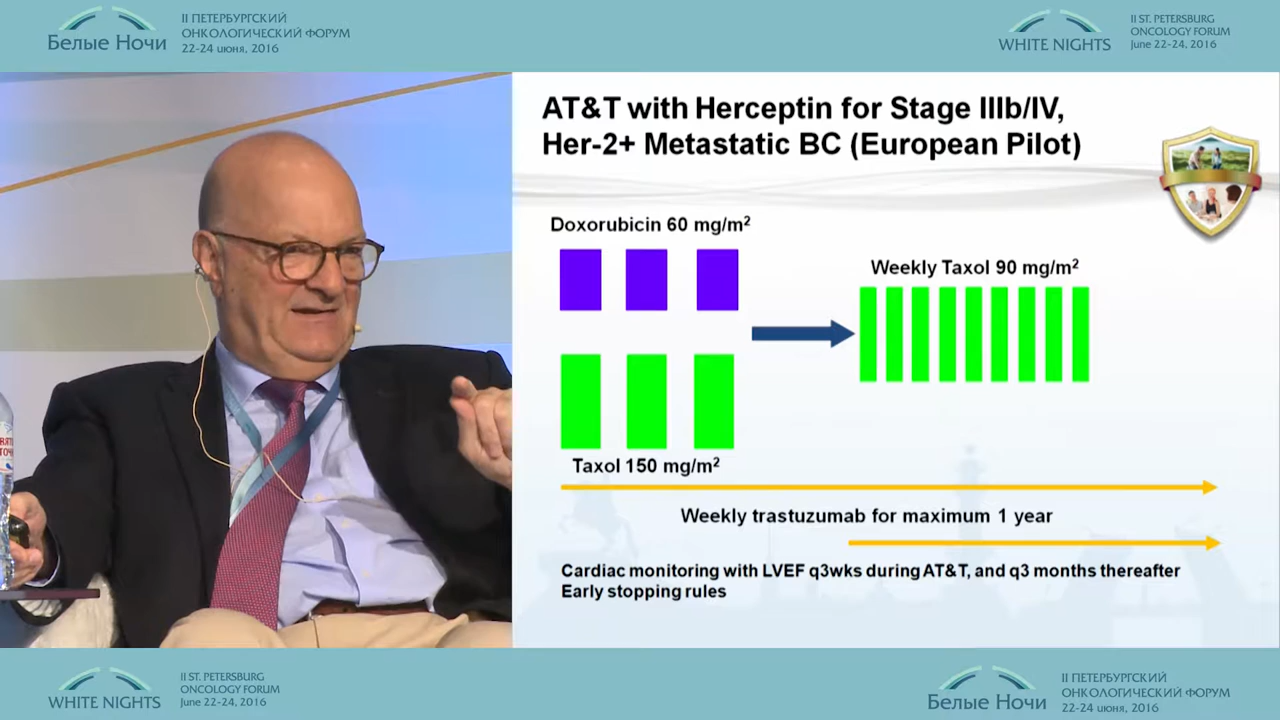 Белые Ночи
II ПЕТЕРБУРГСКИЙ
ОНКОЛОГИЧЕСКИЙ ФОРУМ
22-24 июня, 2016
WHITE NIGHTS
II ST. PETERSBURG
ONCOLOGY FORUM
June 22-24, 2016
AT&T with Herceptin for Stage IIIb/IV,
Her-2+ Metastatic BC (European Pilot)
Doxorubicin 60 mg/m²
Weekly Taxol 90 mg/m²
Taxol 150 mg/m²
Weekly trastuzumab for maximum 1 year
Cardiac monitoring with LVEF q3wks during AT&T, and q3 months thereafter
Early stopping rules
WHITE NIGHTS
II ST. PETERSBURG
ONCOLOGY FORUM
June 22-24, 2016
Белые Ночи
II ПЕТЕРБУРГСКИЙ
ОНКОЛОГИЧЕСКИЙ ФОРУМ
22-24 июня, 2016